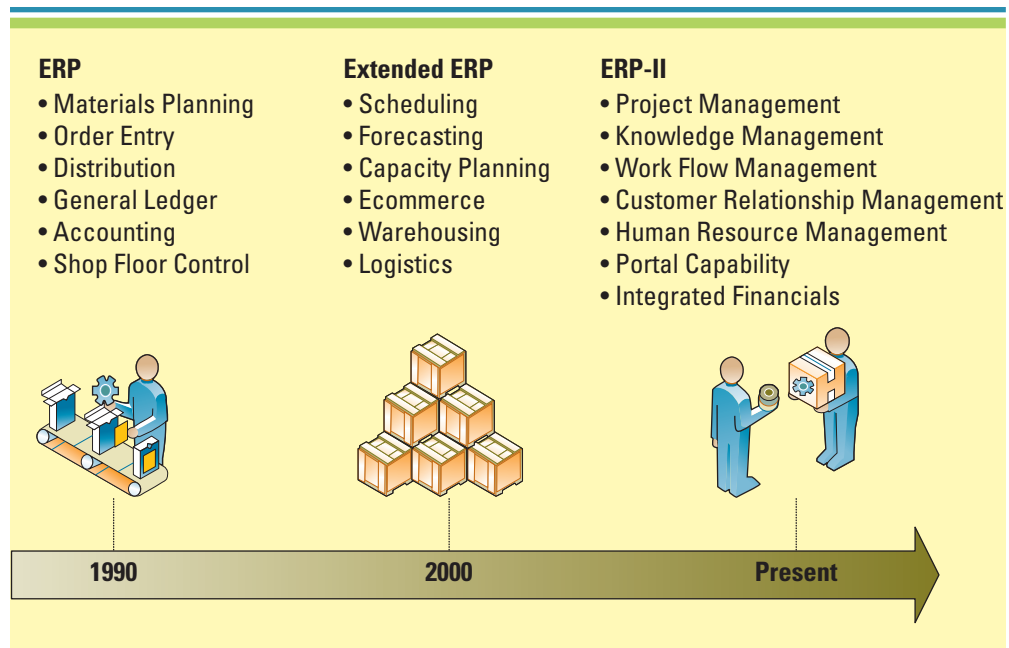 ERP
• Materials Planning
• Order Entry
• Distribution
• General Ledger
• Accounting
• Shop Floor Control
Extended ERP
• Scheduling
• Forecasting
• Capacity Planning
• Ecommerce
• Warehousing
• Logistics
ERP-II
• Project Management
• Knowledge Management
• Work Flow Management
• Customer Relationship Management
• Human Resource Management
• Portal Capability
• Integrated Financials
1990
2000
Present